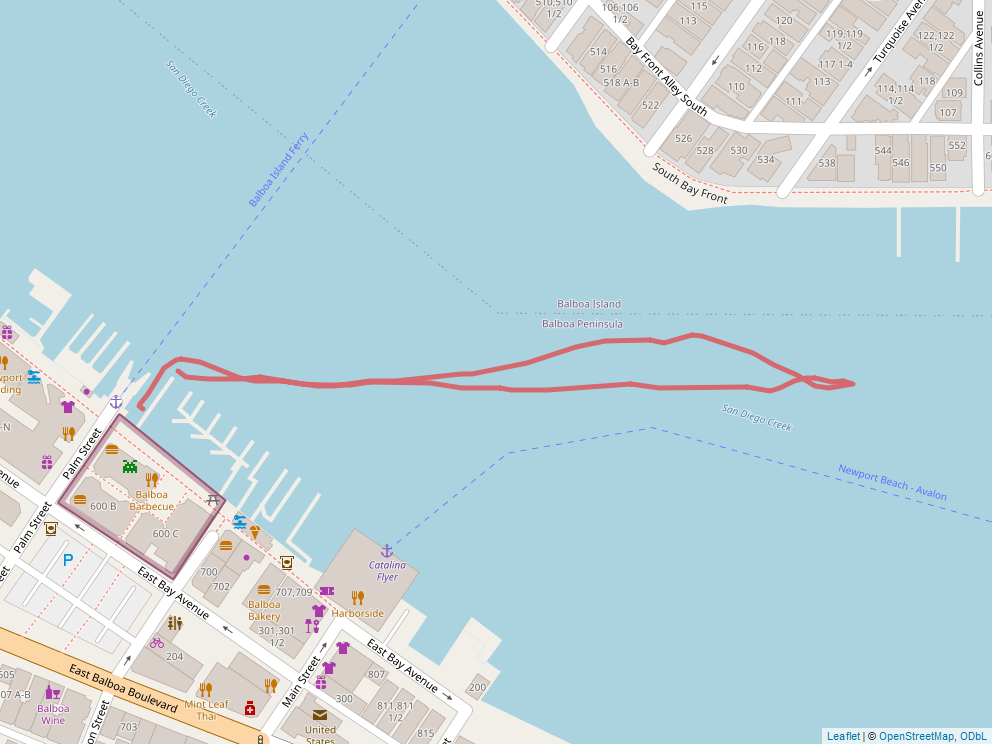 510,510
1/2
106;106
1/2
115
113
120
119,119
1/2
Turquoise Aven
122,122
1/2
Collins Avenue
514
516
518 A-B
Bay Front Alley South
118
116
112
117 1-4
113
110
111
114,114
1/2
118
109
107
522
526
528
530
534
538
544
546
550
552
South Bay Front
San Diego Creek
Balboa Island Ferry
Balboa Island
Balboa Peninsula
San Diego Creek
Newport Beach - Avalon
wport
ding
-N
Palm Street
Palm Street
enue
Balboa
Barbecue
600 B
600 C
P
East Bay Avenue
700
702
Balboa
Bakery
707,709
301,301
1/2
Catalina
Flyer
Harborside
East Bay Avenue
Main Street
204
Mint Leaf
Thai
East Balboa Boulevard
605
07 A-B
Balboa
Wine
703
300
807
811,811
1/2
815
200
United
States
Leaflet | © OpenStreetMap, ODbL